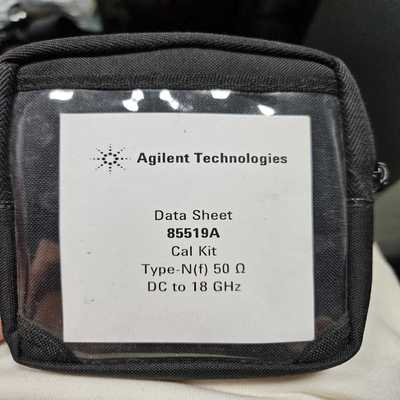 Agilent Technologies
Data Sheet
85519A
Cal Kit
Type-N(f) 50 Ω
DC to 18 GHz